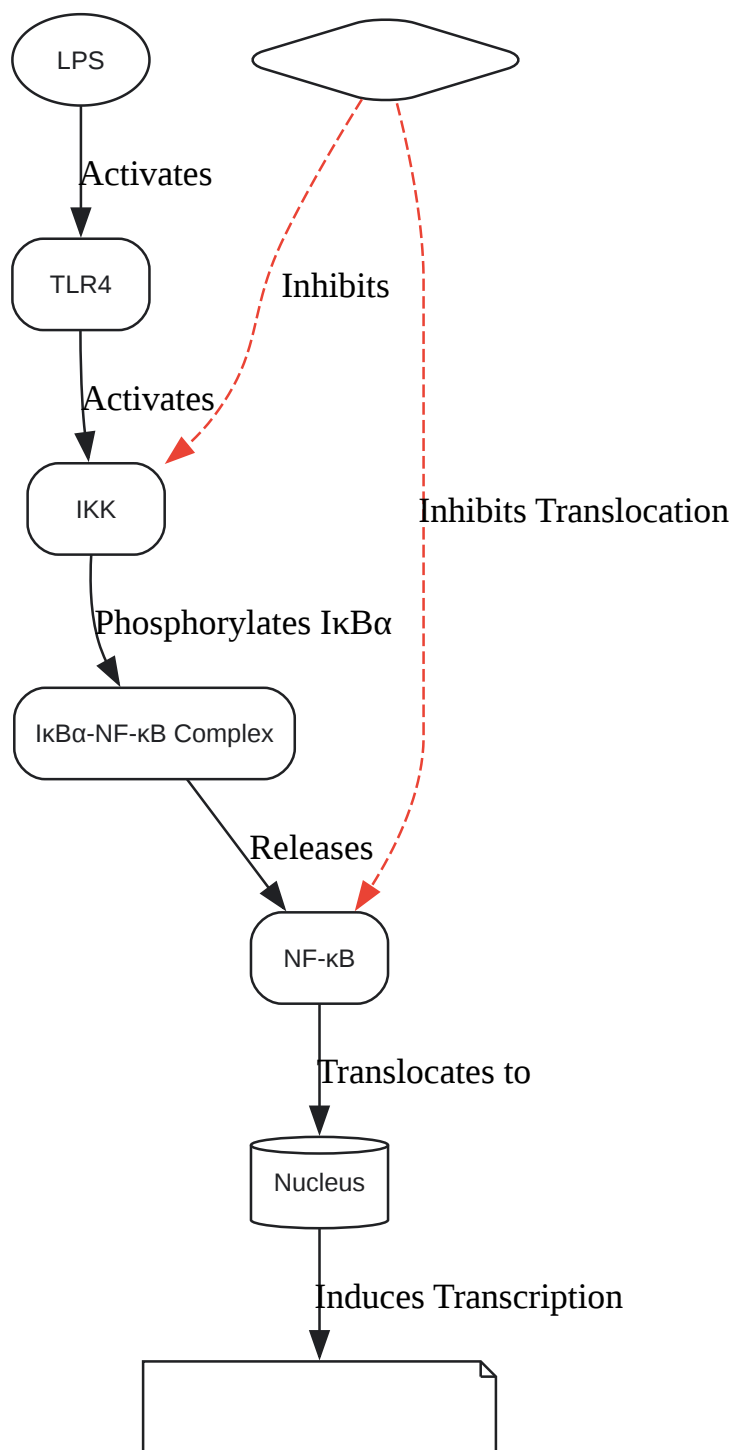 LPS
Activates
TLR4
Inhibits
Activates
IKK
Inhibits Translocation
Phosphorylates IκBα
IκBα-NF-κB Complex
Releases
NF-κB
Translocates to
Nucleus
Induces Transcription